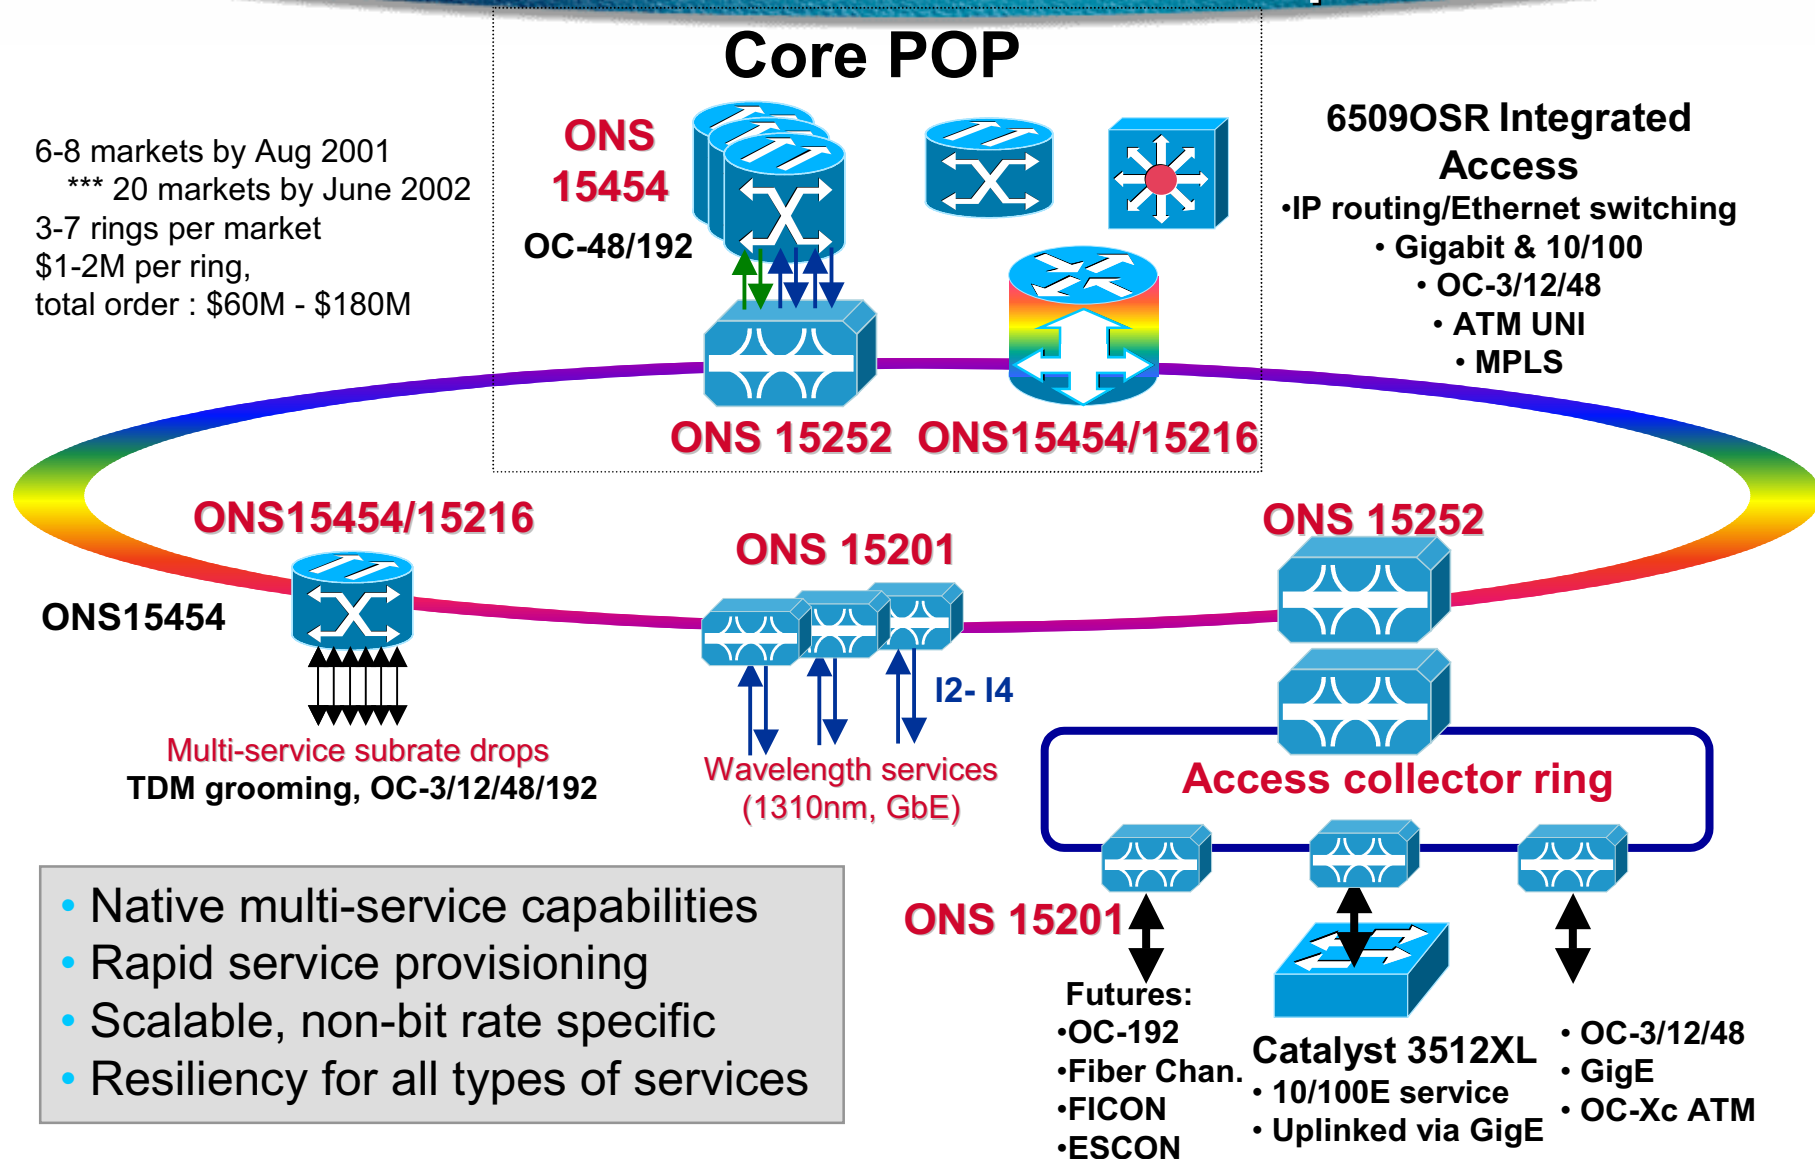 Core POP
6-8 markets by Aug 2001
*** 20 markets by June 2002
3-7 rings per market
$1-2M per ring,
total order : $60M - $180M
ONS
15454
OC-48/192
6509OSR Integrated
Access
•IP routing/Ethernet switching
• Gigabit & 10/100
• OC-3/12/48
• ATM UNI
• MPLS
ONS 15252
ONS15454/15216
ONS15454/15216
ONS15454
Multi-service subrate drops
TDM grooming, OC-3/12/48/192
ONS 15201
l2- l4
Wavelength services
(1310nm, GbE)
ONS 15252
Access collector ring
ONS 15201
Futures:
•OC-192
•Fiber Chan.
•FICON
•ESCON
Catalyst 3512XL
• 10/100E service
• Uplinked via GigE
• OC-3/12/48
• GigE
• OC-Xc ATM
• Native multi-service capabilities
• Rapid service provisioning
• Scalable, non-bit rate specific
• Resiliency for all types of services